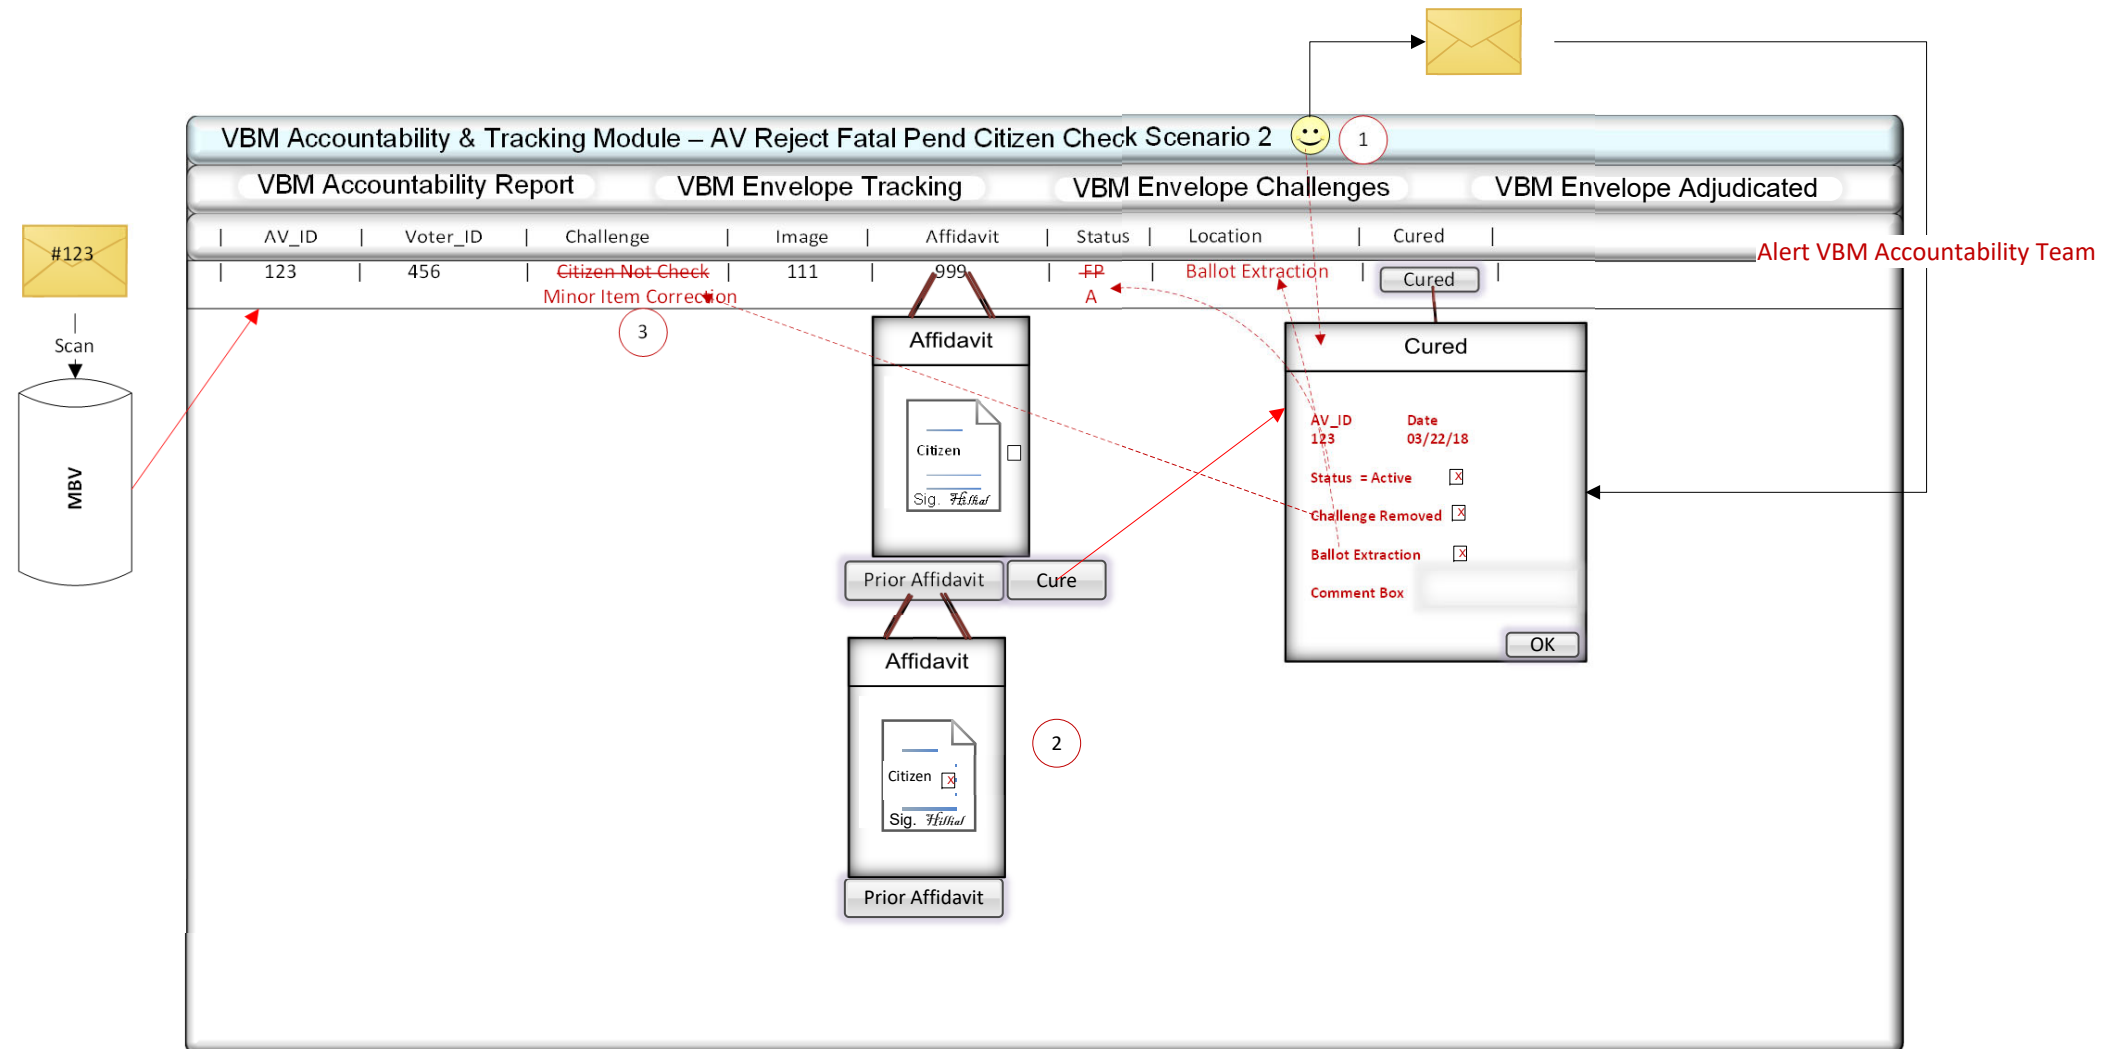 VBM Accountability & Tracking Module – AV Reject Fatal Pend Citizen Check Scenario 2
1
VBM Accountability Report VBM Envelope Tracking VBM Envelope Challenges VBM Envelope Adjudicated
| AV_ID | Voter_ID | Challenge | Image | Affidavit | Status | Location | Cured |
Alert VBM Accountability Team
#123
| 123 | 456 | Citizen Not Check | 111 | 999 | FP | Ballot Extraction | Cured |
Minor Item Correction A
3
Scan
MBV
Affidavit
Citizen
Sig. Hillial
Prior Affidavit Cure
Cured
AV_ID Date
123 03/22/18
Status = Active X
Challenge Removed X
Ballot Extraction X
Comment Box
OK
Affidavit
2
Citizen X
Sig. Hillial
Prior Affidavit